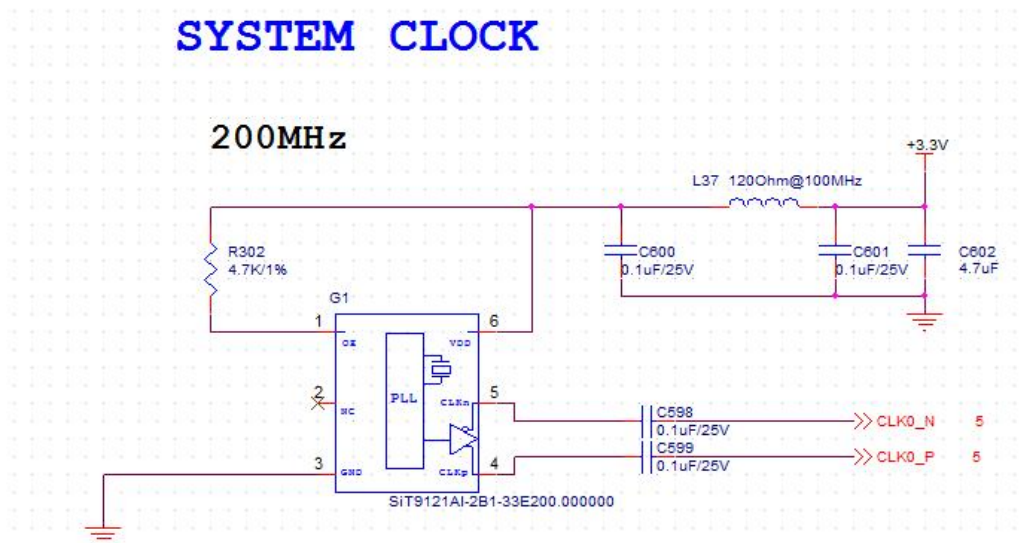 SYSTEM CLOCK
200MHz
+3.3V
L37 120Ohm@100MHz
R302
4.7K/1%
C600
0.1uF/25V
C601
0.1uF/25V
C602
4.7uF
G1
1
6
OE
VDD
2
5
NC
PLL
CLKn
C598
0.1uF/25V
CLK0_N 5
C599
0.1uF/25V
CLK0_P 5
3
4
GND
CLKp
SiT9121AI-2B1-33E200.000000